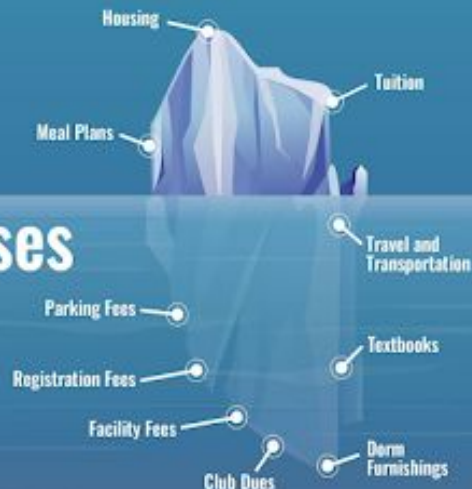 Housing
Tuition
Meal Plans
ses
Travel and
Transportation
Parking Fees
Textbooks
Registration Fees
Facility Fees
Dorm
Furnishings
Club Dues